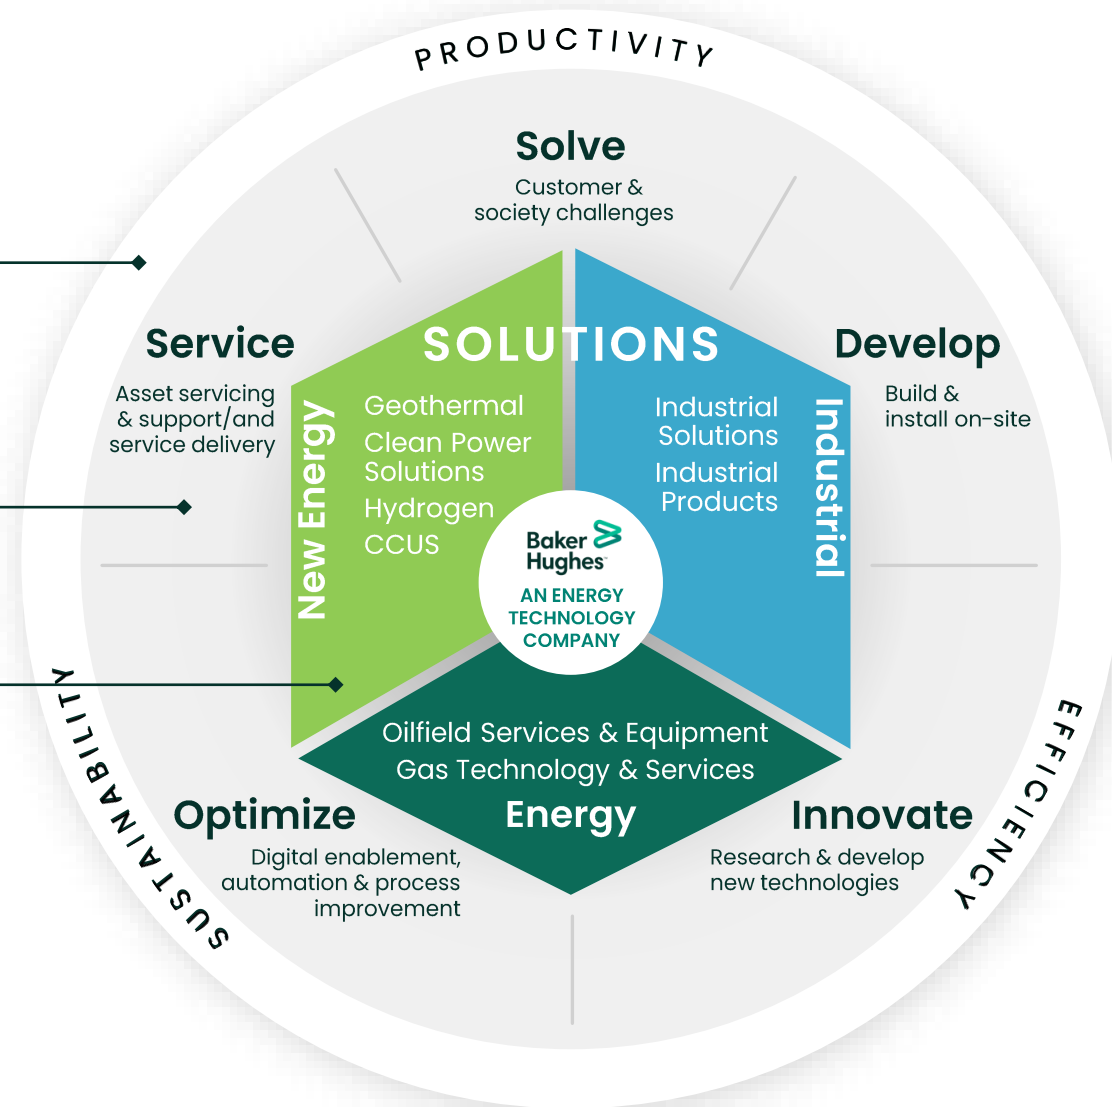 PRODUCTIVITY
Solve
Customer &
society challenges
Service
Asset servicing
& support/and
service delivery
Develop
Build &
install on-site
SOLUTIONS
New Energy
Geothermal
Clean Power
Solutions
Hydrogen
CCUS
Industrial
Solutions
Industrial
Products
Industrial
Baker
Hughes
AN ENERGY
TECHNOLOGY
COMPANY
Oilfield Services & Equipment
Gas Technology & Services
Energy
Optimize
Digital enablement,
automation & process
improvement
Innovate
Research & develop
new technologies
SUSTAINABILITY
EFFICIENCY